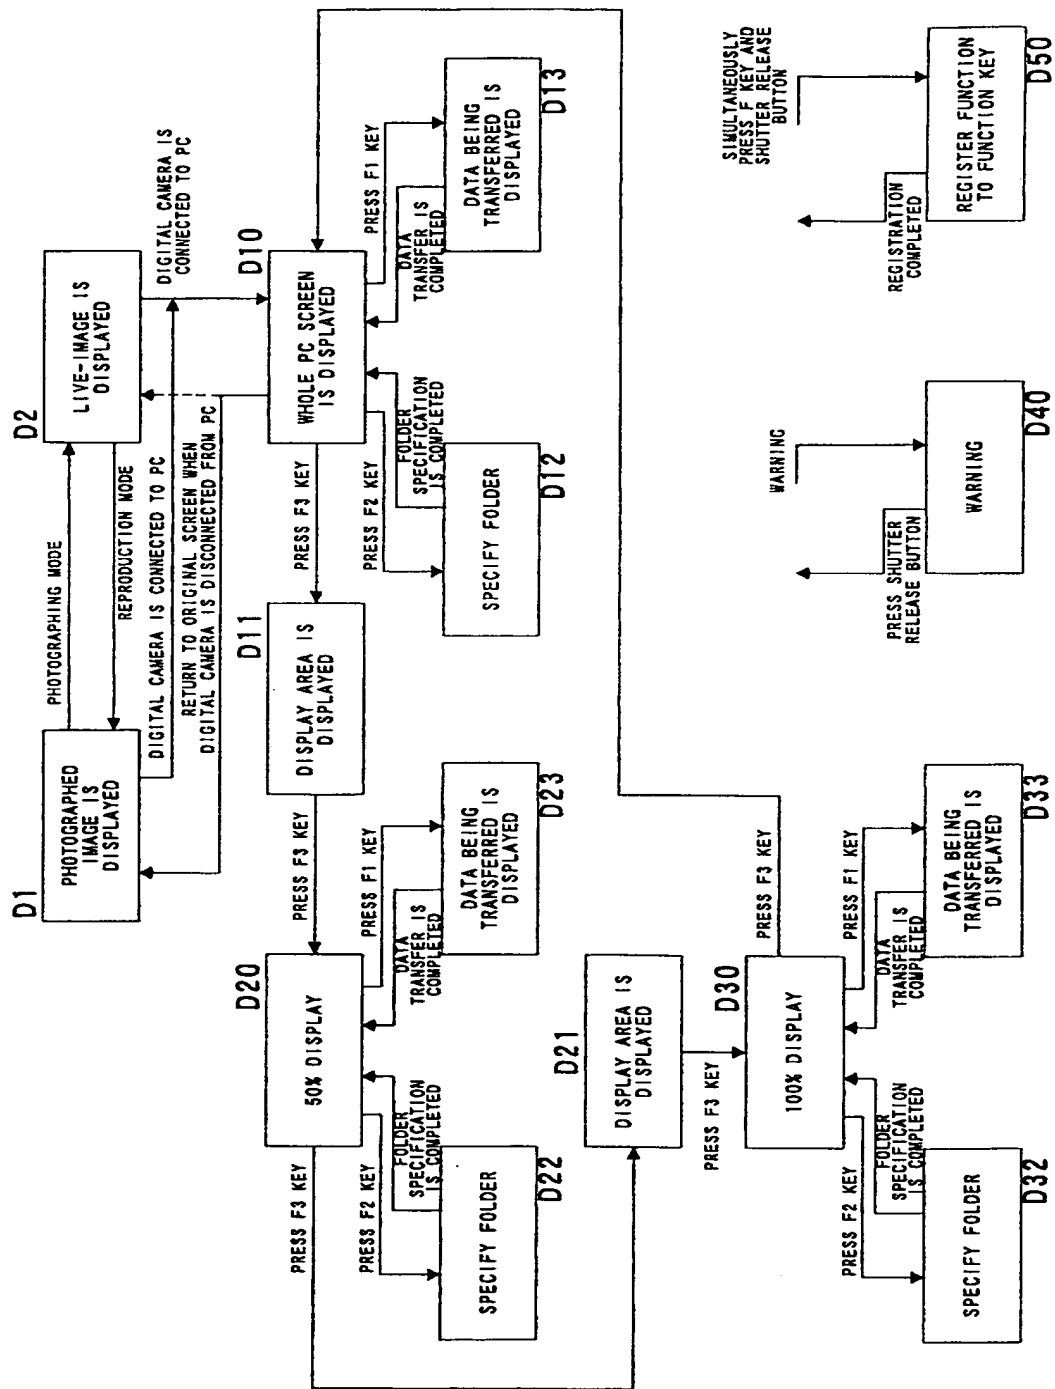 D1
PHOTOGRAPHED
IMAGE IS
DISPLAYED
PHOTOGRAPHING MODE
REPRODUCTION MODE
D2
LIVE-IMAGE IS
DISPLAYED
DIGITAL CAMERA IS CONNECTED TO PC
RETURN TO ORIGINAL SCREEN WHEN
DIGITAL CAMERA IS DISCONNECTED FROM PC
DIGITAL CAMERA IS
CONNECTED TO PC
D20
50% DISPLAY
PRESS F3 KEY
D11
DISPLAY AREA IS
DISPLAYED
PRESS F3 KEY
D10
WHOLE PC SCREEN
IS DISPLAYED
PRESS F3 KEY
PRESS F2 KEY
FOLDER
SPECIFICATION
IS COMPLETED
DATA
TRANSFER IS
COMPLETED
PRESS F1 KEY
PRESS F2 KEY
FOLDER
SPECIFICATION
IS COMPLETED
DATA
TRANSFER IS
COMPLETED
PRESS F1 KEY
SPECIFY FOLDER
D22
DATA BEING
TRANSFERRED IS
DISPLAYED
D23
SPECIFY FOLDER
D12
DATA BEING
TRANSFERRED IS
DISPLAYED
D13
D21
DISPLAY AREA IS
DISPLAYED
PRESS F3 KEY
D30
100% DISPLAY
PRESS F3 KEY
PRESS F2 KEY
FOLDER
SPECIFICATION
IS COMPLETED
DATA
TRANSFER IS
COMPLETED
PRESS F1 KEY
SPECIFY FOLDER
D32
DATA BEING
TRANSFERRED IS
DISPLAYED
D33
WARNING
PRESS SHUTTER
RELEASE BUTTON
WARNING
D40
SIMULTANEOUSLY
PRESS F KEY AND
SHUTTER RELEASE
BUTTON
REGISTRATION
COMPLETED
REGISTER FUNCTION
TO FUNCTION KEY
D50